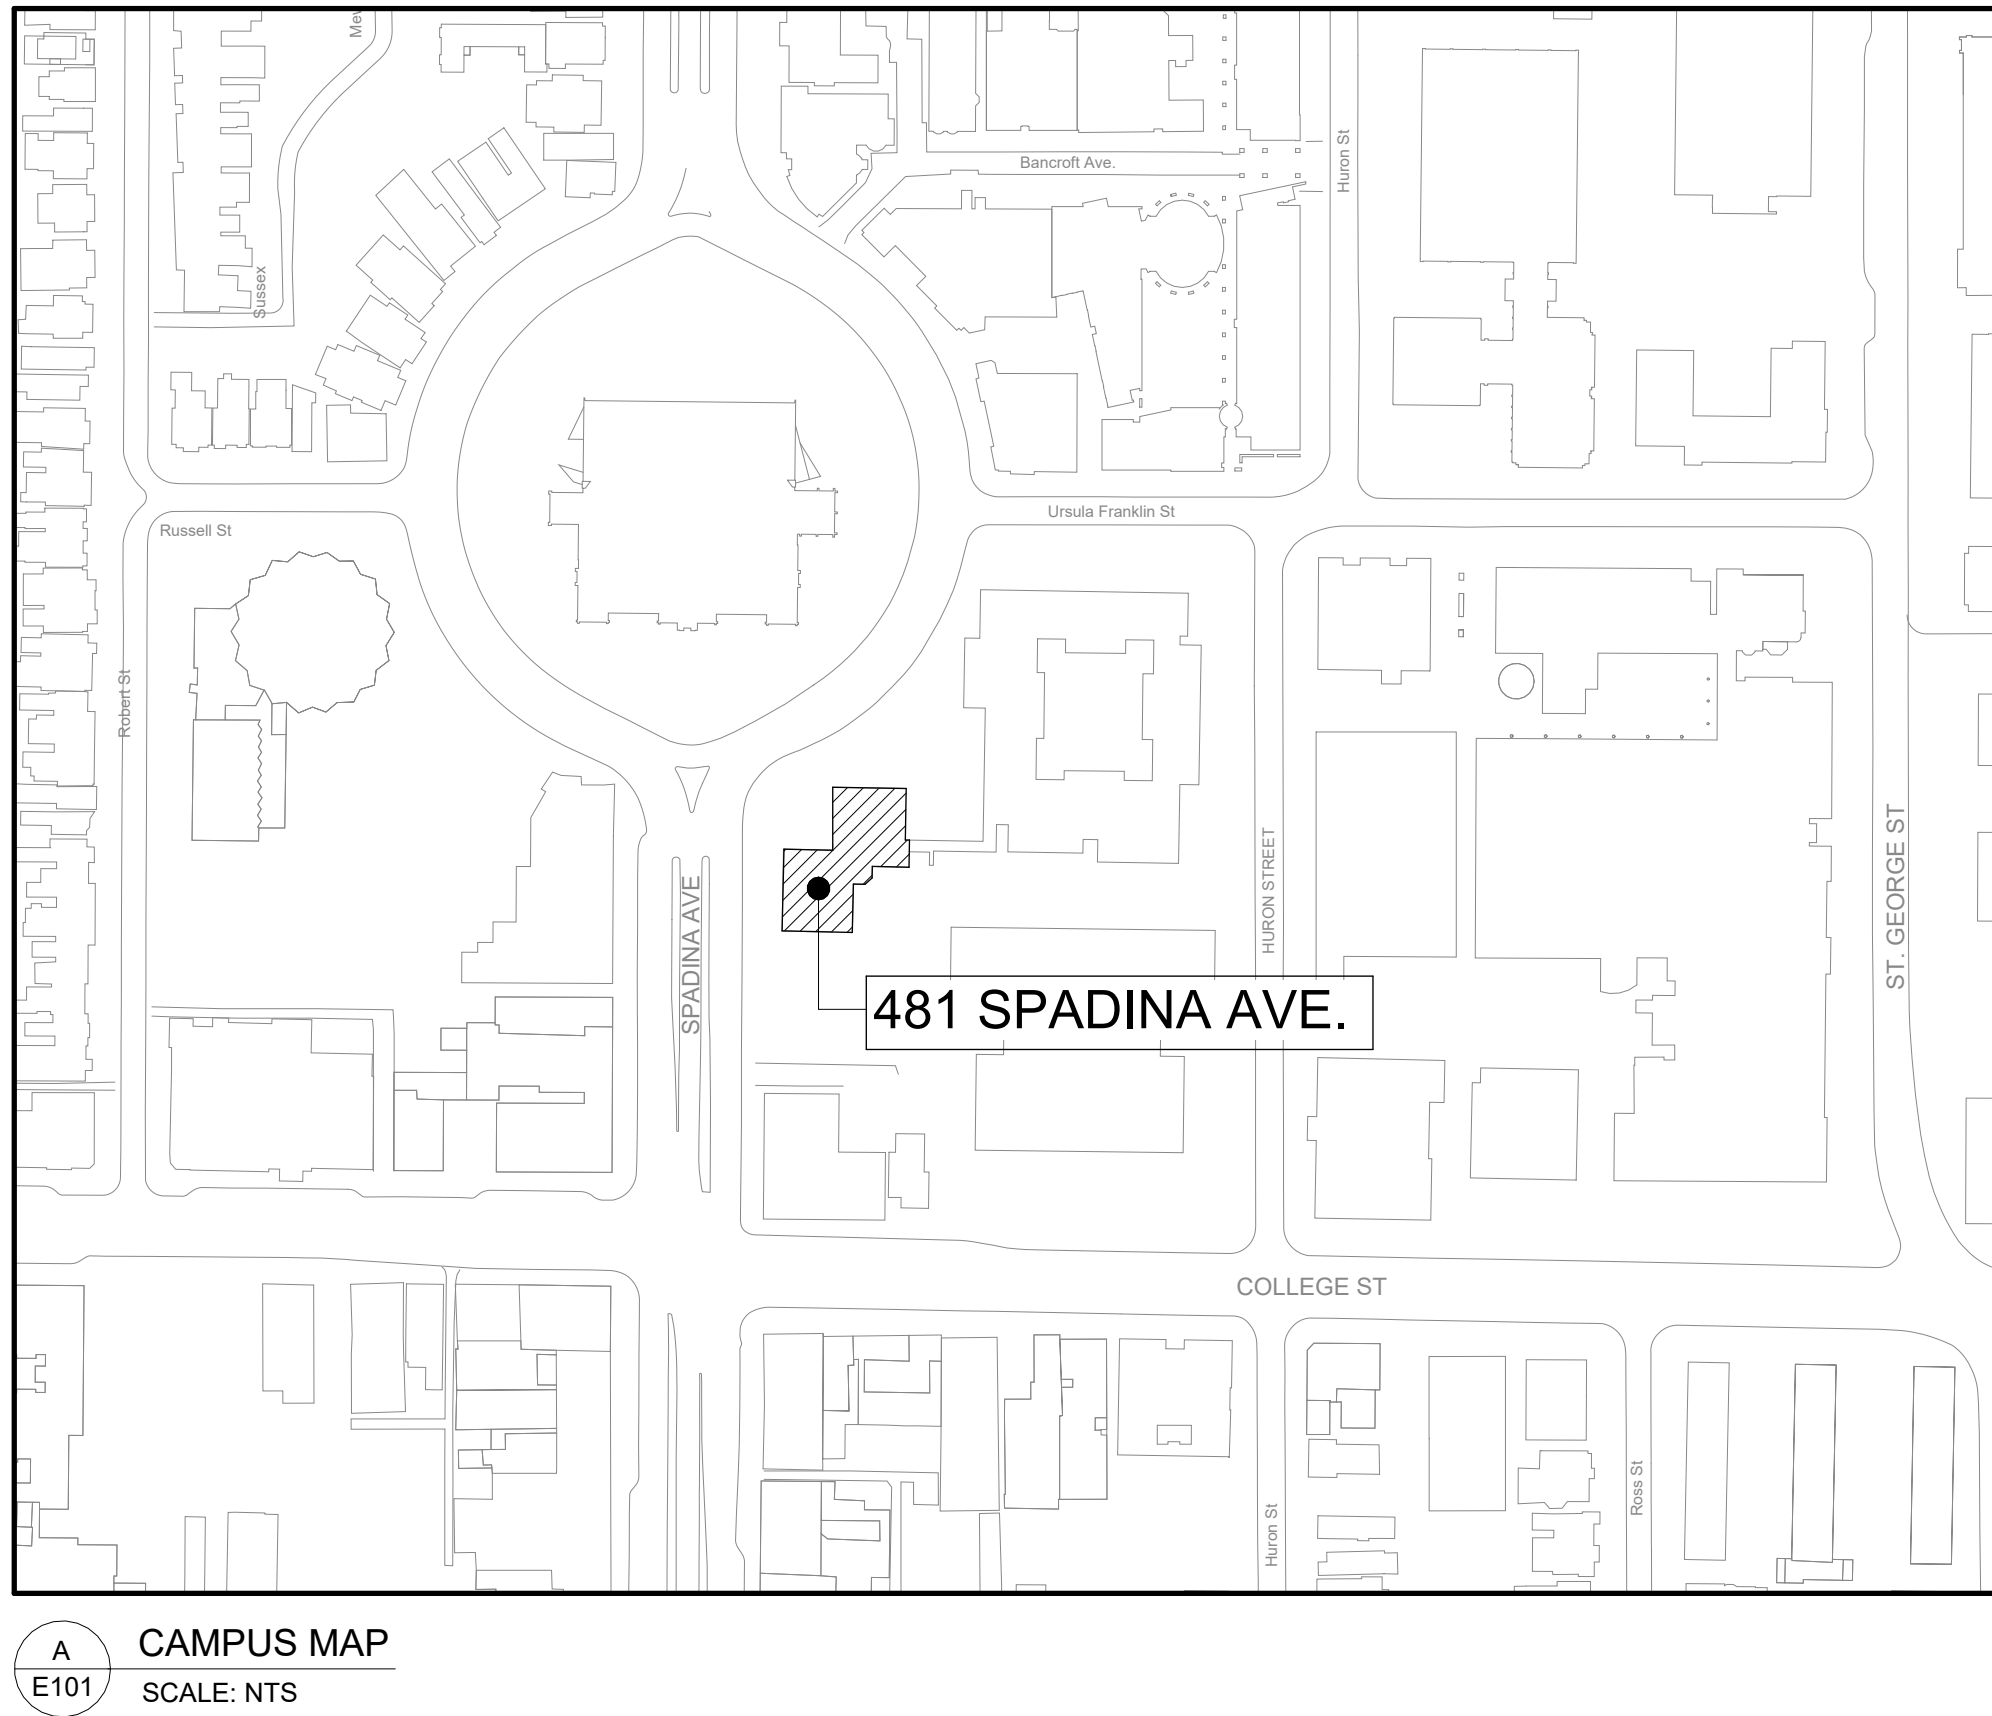 Mev
Bancroft Ave.
Huron St
Sussex
Ursula Franklin St
Russell St
Robert St
SPADINA AVE
HURON STREET
ST. GEORGE ST
481 SPADINA AVE.
COLLEGE ST
Huron St
Ross St
A
E101
CAMPUS MAP
SCALE: NTS